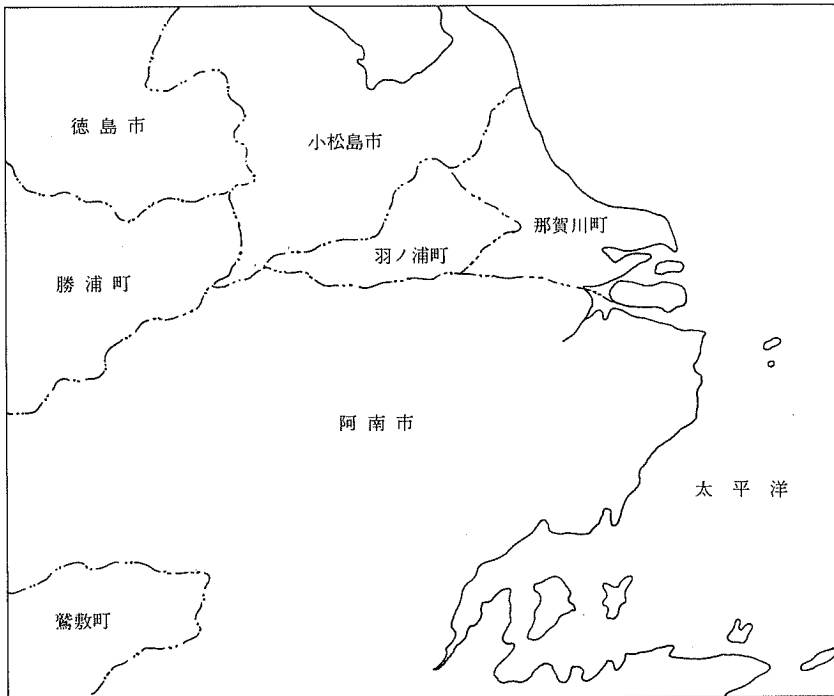 徳島市
小松島市
那賀川町
羽ノ浦町
勝浦町
阿南市
太平洋
鷲敷町